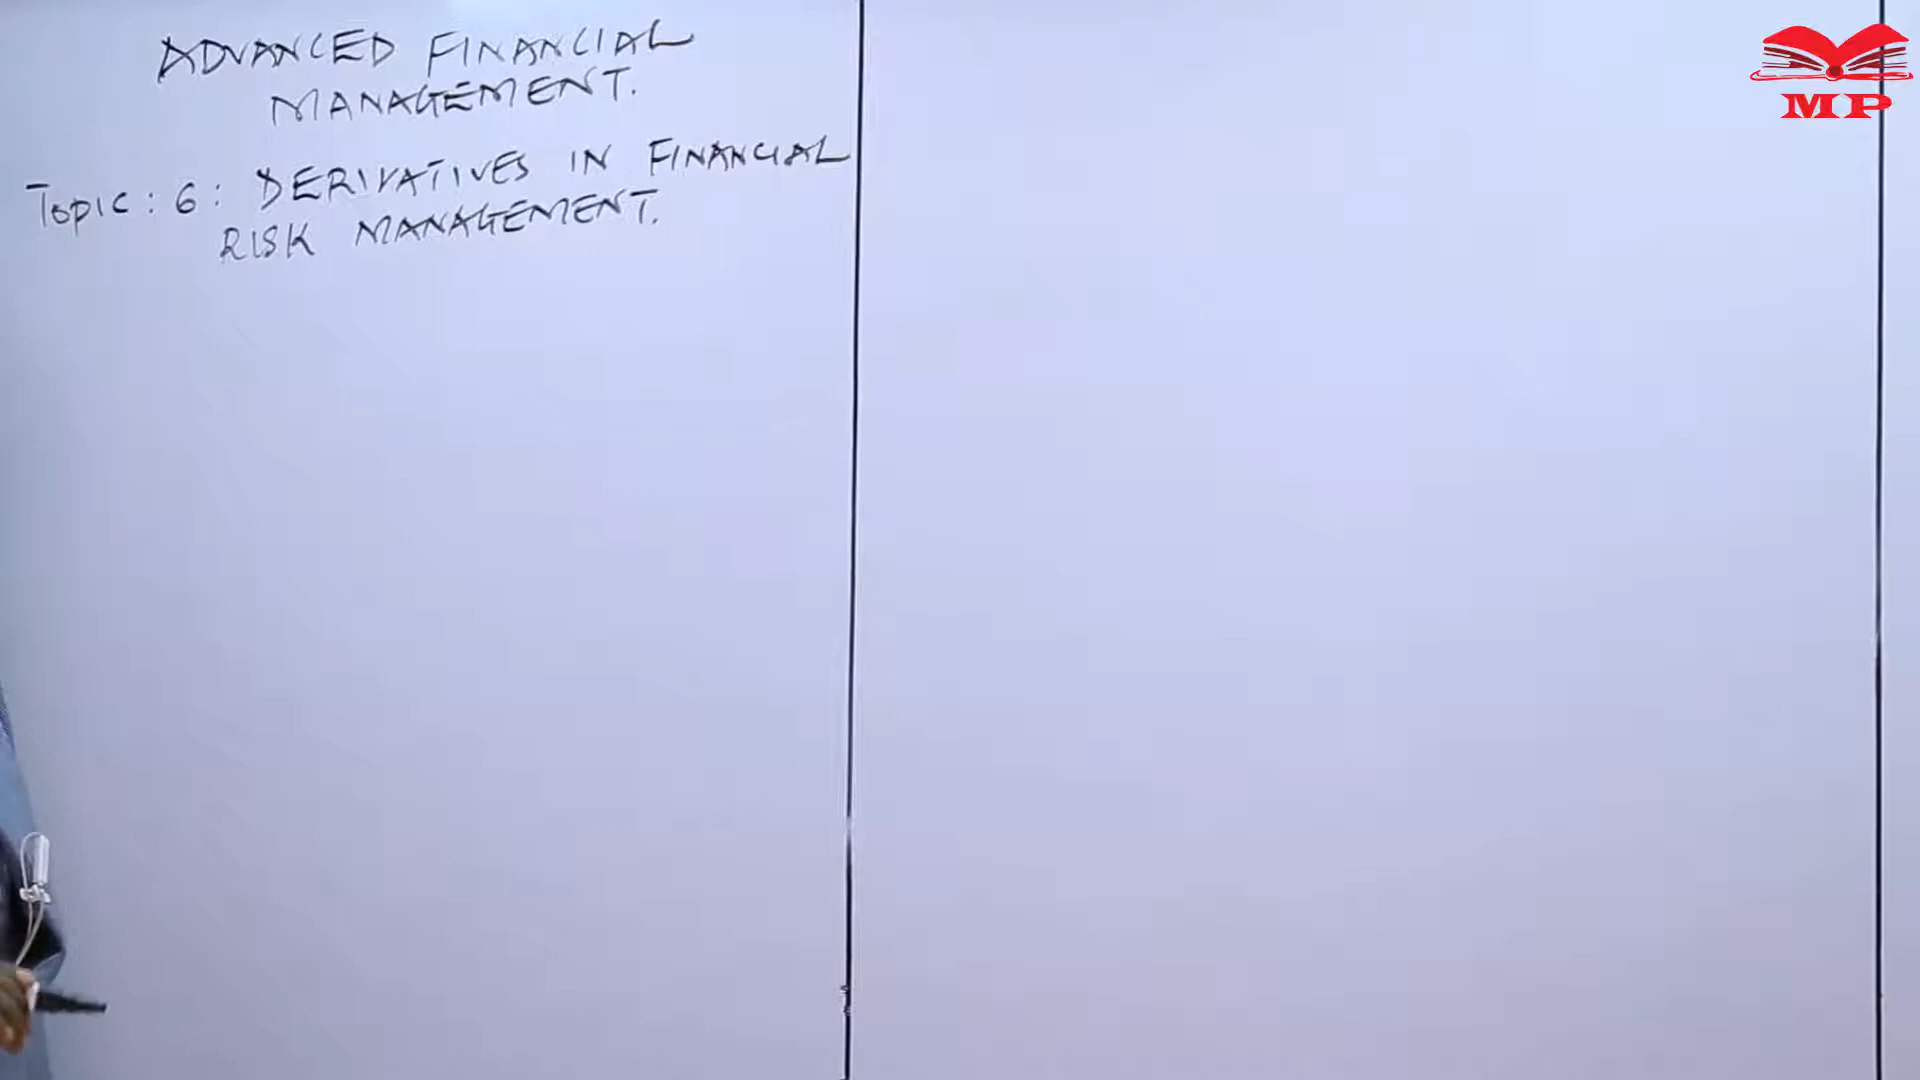 ADVANCED FINANCIAL
MANAGEMENT.
Topic: 6: DERIVATIVES IN FINANCIAL
RISK MANAGEMENT.
MP